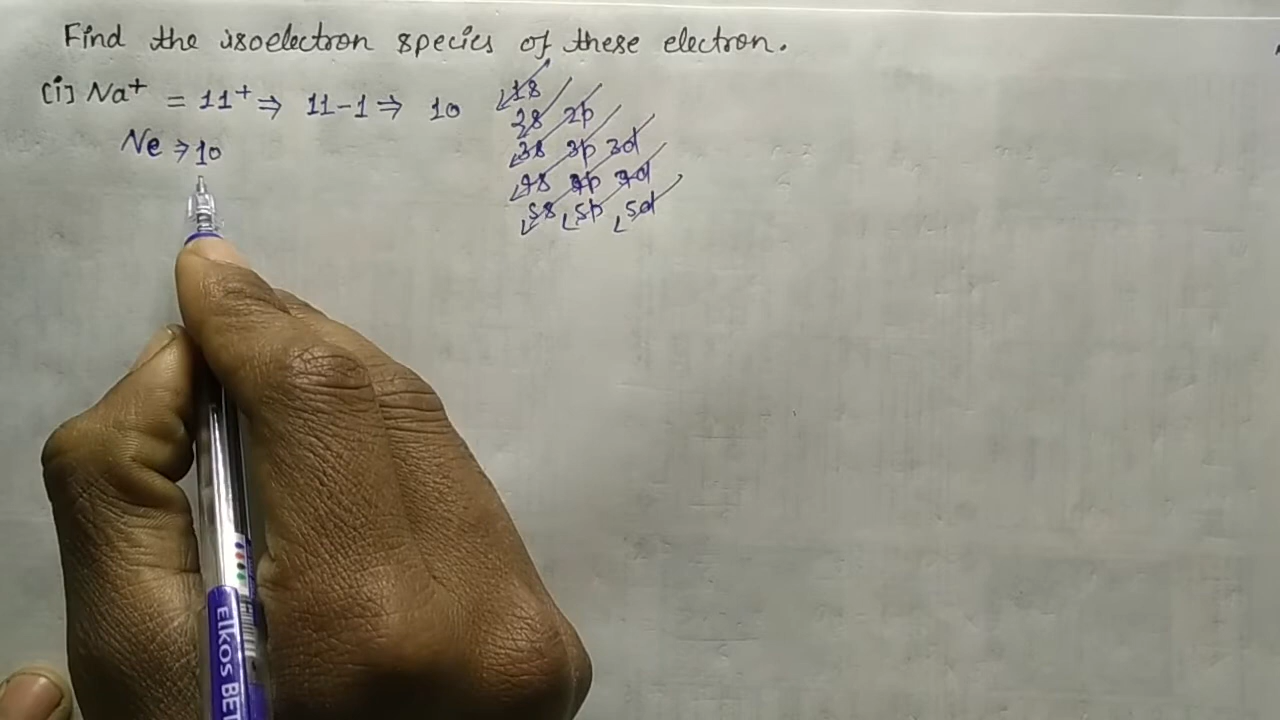 Find the isoelectron species of these electron.
(i) Na⁺ = 11⁺ ⇒ 11-1 ⇒ 10
Ne ⇒ 10
1s
2s 2p
3s 3p 3d
4s 4p 4d
5s 5p 5d
Elkos BET